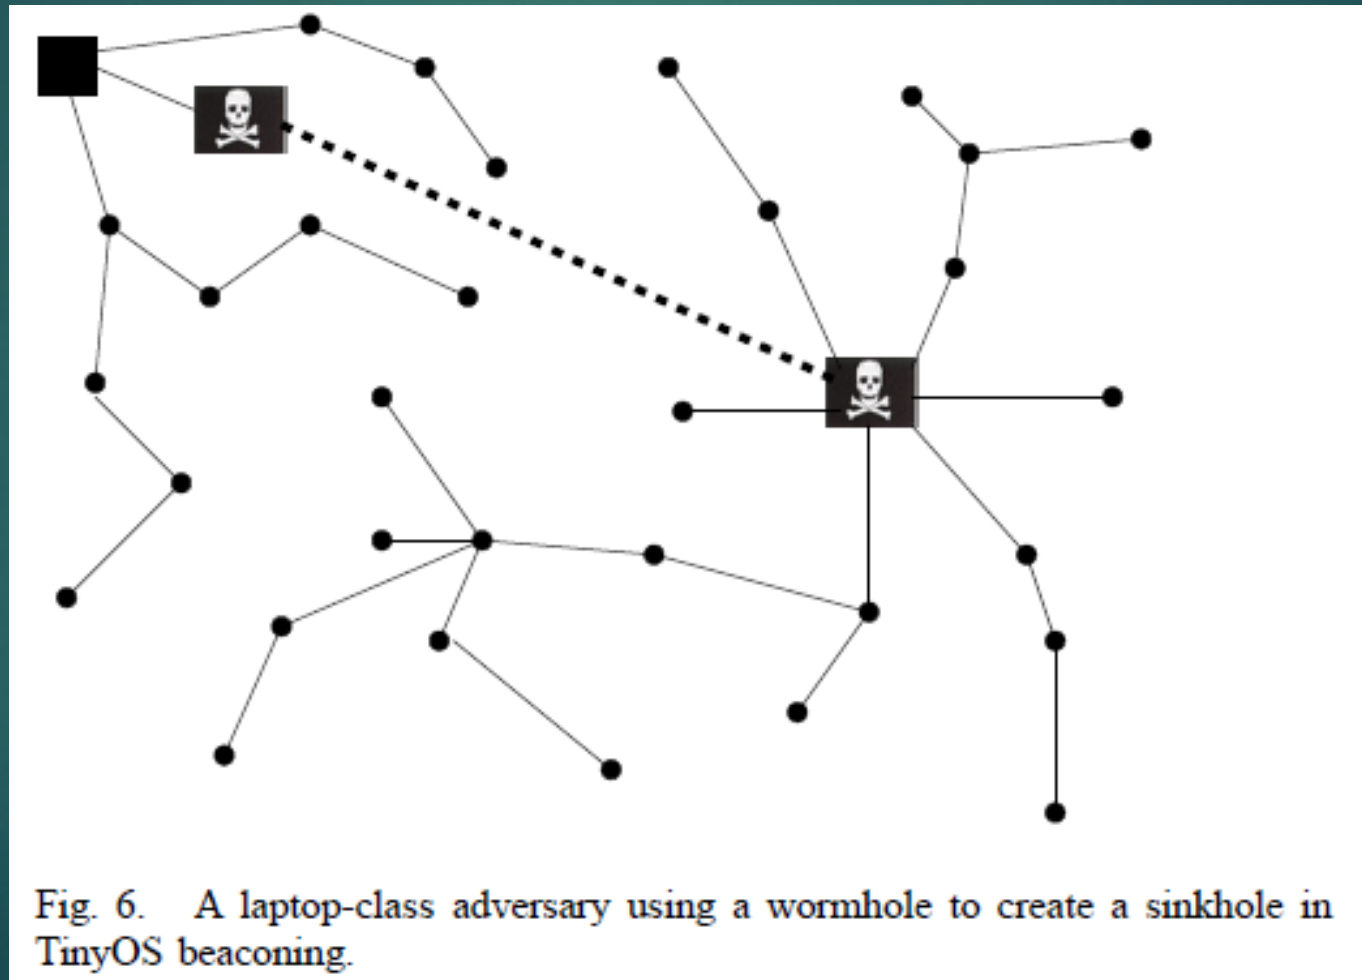 Fig. 6. A laptop-class adversary using a wormhole to create a sinkhole in
TinyOS beaconing.